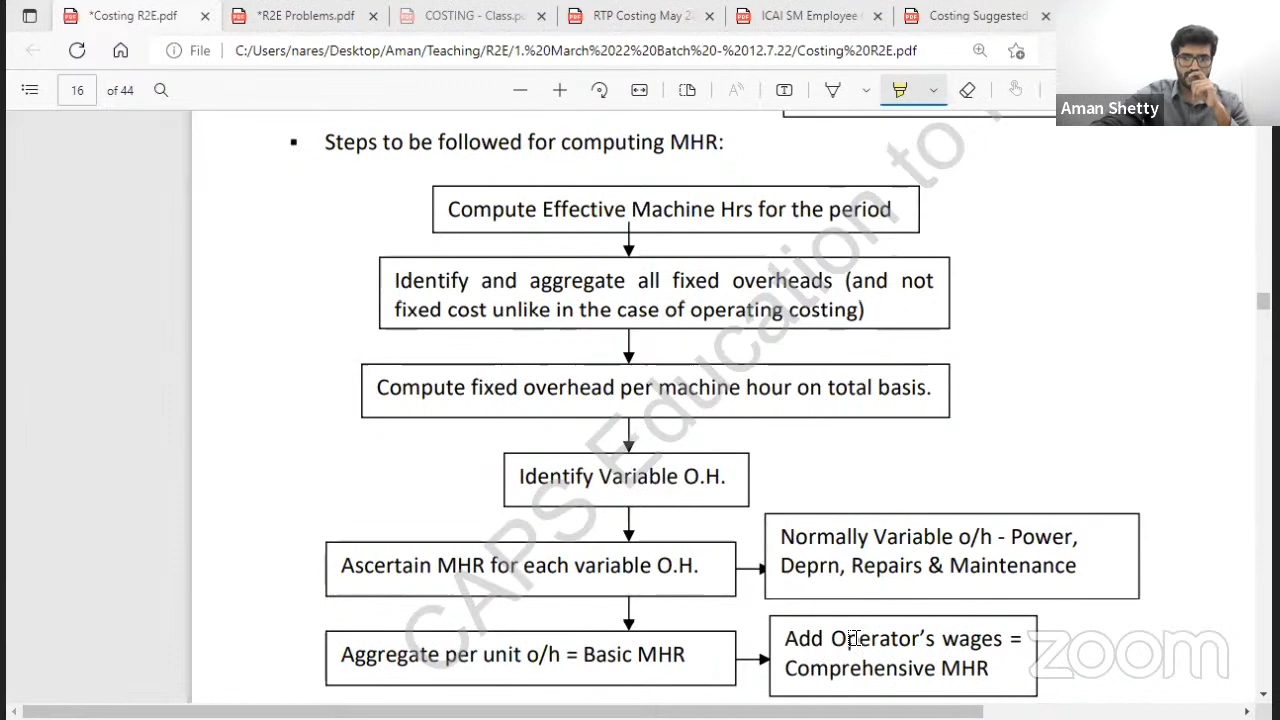 *Costing R2E.pdf
*R2E Problems.pdf
COSTING - Class.p
RTP Costing May 2
ICAI SM Employee
Costing Suggested
File
C:/Users/nares/Desktop/Aman/Teaching/R2E/1.%20March%2022%20Batch%20-%2012.7.22/Costing%20R2E.pdf
16 of 44
Aman Shetty
Steps to be followed for computing MHR:
Compute Effective Machine Hrs for the period
Identify and aggregate all fixed overheads (and not
fixed cost unlike in the case of operating costing)
Compute fixed overhead per machine hour on total basis.
Identify Variable O.H.
Ascertain MHR for each variable O.H.
Normally Variable o/h - Power,
Deprn, Repairs & Maintenance
Aggregate per unit o/h = Basic MHR
Add Operator's wages =
Comprehensive MHR
CAPS Education to
zoom